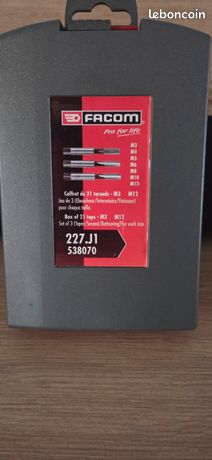 leboncoin
FACOM
Pro for life
M3
M4
M5
M6
M8
M10
M12
Coffret de 21 tarauds - M3 M12
Jeu de 3 (Ebaucheur/Intermédiaire/Finisseur)
pour chaque taille.
Box of 21 taps - M3 M12
Set of 3 (Taper/Second/Bottoming) for each size.
227.J1
538070